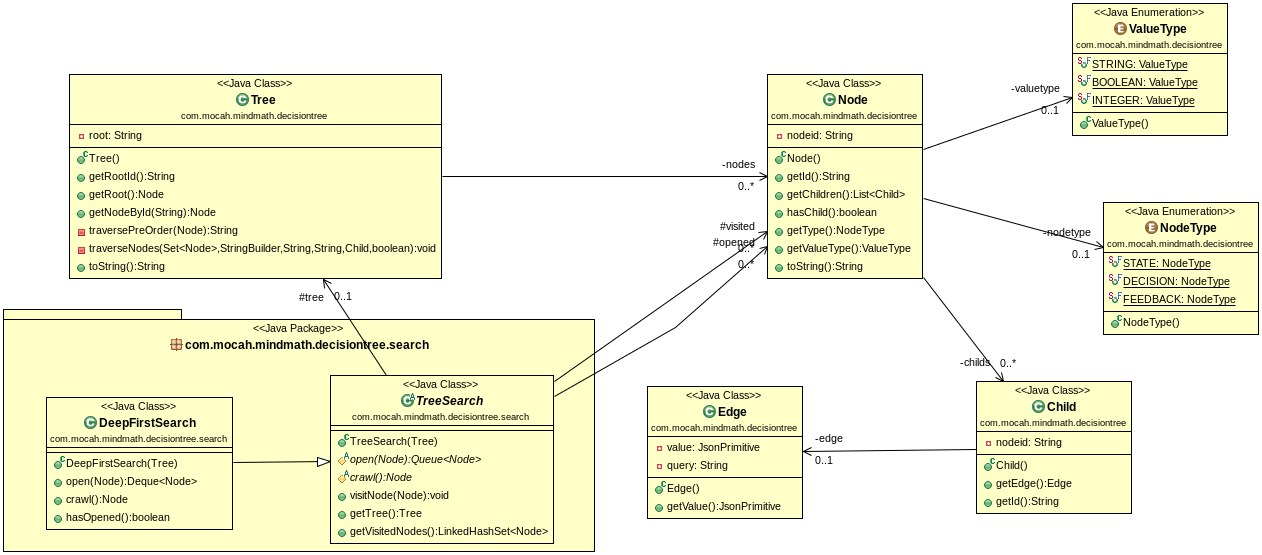 <<Java Enumeration>>
ValueType
com.mocah.mindmath.decisiontree
STRING: ValueType
BOOLEAN: ValueType
INTEGER: ValueType
ValueType()
<<Java Class>>
Tree
com.mocah.mindmath.decisiontree
root: String
Tree()
getRootId():String
getRoot():Node
getNodeById(String):Node
traversePreOrder(Node):String
traverseNodes(Set<Node>,StringBuilder,String,String,Child,boolean):void
toString():String
-nodes
0..*
<<Java Class>>
Node
com.mocah.mindmath.decisiontree
nodeid: String
Node()
getId():String
getChildren():List<Child>
hasChild():boolean
getType():NodeType
getValueType():ValueType
toString():String
-valuetype
0..1
-nodetype
0..1
<<Java Enumeration>>
NodeType
com.mocah.mindmath.decisiontree
STATE: NodeType
DECISION: NodeType
FEEDBACK: NodeType
NodeType()
#visited
0..*
#opened
0..*
#tree
0..1
<<Java Package>>
com.mocah.mindmath.decisiontree.search
<<Java Class>>
DeepFirstSearch
com.mocah.mindmath.decisiontree.search
DeepFirstSearch(Tree)
open(Node):Deque<Node>
crawl():Node
hasOpened():boolean
<<Java Class>>
TreeSearch
com.mocah.mindmath.decisiontree.search
TreeSearch(Tree)
open(Node):Queue<Node>
crawl():Node
visitNode(Node):void
getTree():Tree
getVisitedNodes():LinkedHashSet<Node>
<<Java Class>>
Edge
com.mocah.mindmath.decisiontree
value: JsonPrimitive
query: String
Edge()
getValue():JsonPrimitive
-edge
0..1
-childs
0..*
<<Java Class>>
Child
com.mocah.mindmath.decisiontree
nodeid: String
Child()
getEdge():Edge
getId():String